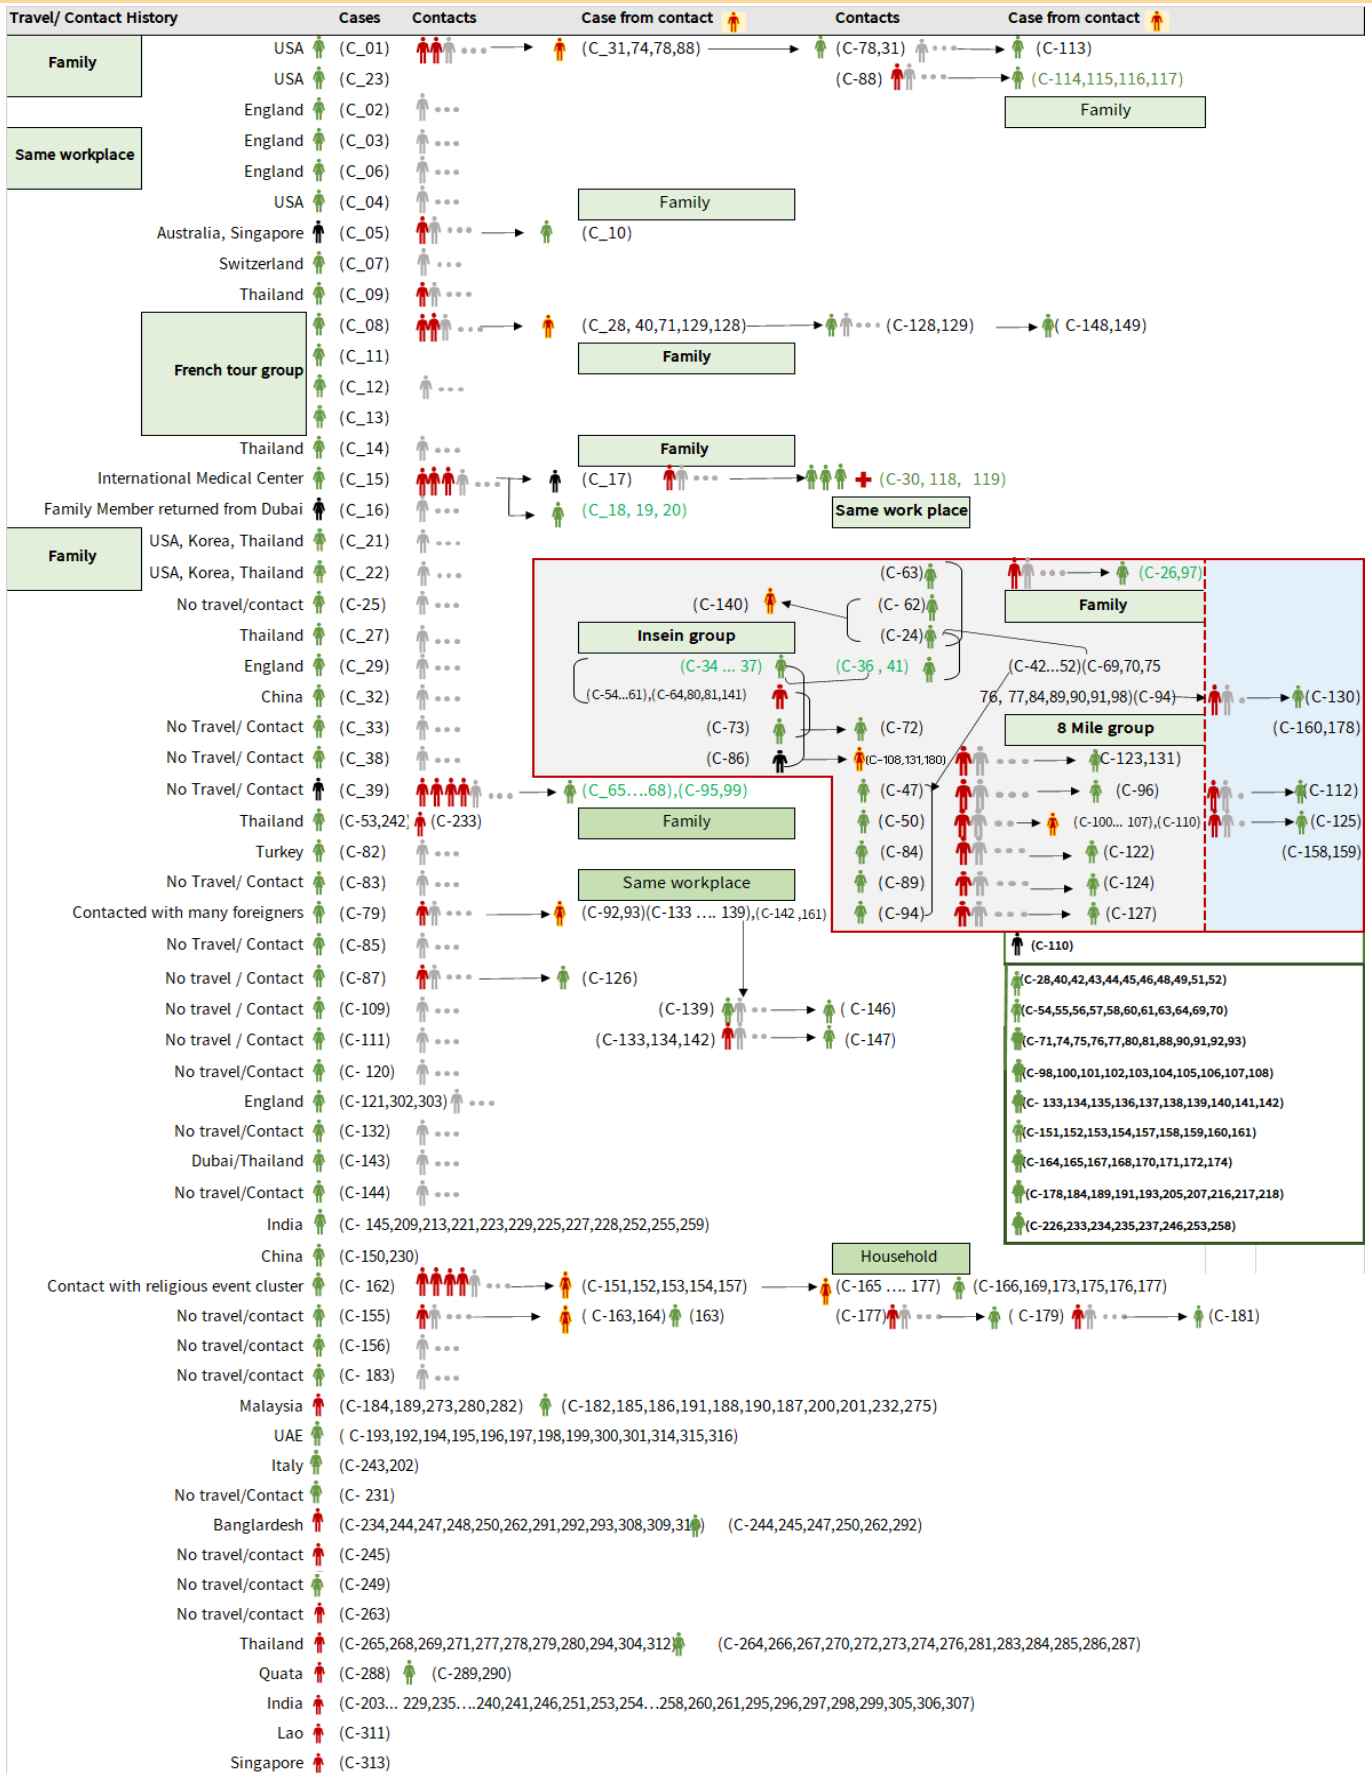 Travel/ Contact History Cases Contacts Case from contact Contacts Case from contact
Family
USA (C_01) (C_31,74,78,88) (C-78,31) (C-113)
USA (C_23) (C-88) (C-114,115,116,117)
England (C_02) Family
Same workplace
England (C_03)
England (C_06)
USA (C_04) Family
Australia, Singapore (C_05) (C_10)
Switzerland (C_07)
Thailand (C_09)
French tour group
(C_08) (C_28, 40,71,129,128) (C-128,129) ( C-148,149)
(C_11) Family
(C_12)
(C_13)
Thailand (C_14) Family
International Medical Center (C_15) (C_17) (C-30, 118, 119)
Family Member returned from Dubai (C_16) (C_18, 19, 20) Same work place
Family
USA, Korea, Thailand (C_21)
USA, Korea, Thailand (C_22) (C-63) (C-26,97)
No travel/contact (C-25) (C-140) (C- 62) Family
Thailand (C_27) Insein group (C-24)
England (C_29) (C-34 ... 37) (C-36 , 41) (C-42...52)(C-69,70,75
China (C_32) (C-54...61),(C-64,80,81,141) 76, 77,84,89,90,91,98)(C-94) (C-130)
No Travel/ Contact (C_33) (C-73) (C-72) 8 Mile group (C-160,178)
No Travel/ Contact (C_38) (C-86) (C-108,131,180) C-123,131)
No Travel/ Contact (C_39) (C_65....68),(C-95,99) (C-47) (C-96) (C-112)
Thailand (C-53,242) (C-233) Family (C-50) (C-100... 107),(C-110) (C-125)
Turkey (C-82) (C-84) (C-122) (C-158,159)
No Travel/ Contact (C-83) Same workplace (C-89) (C-124)
Contacted with many foreigners (C-79) (C-92,93)(C-133 .... 139),(C-142 ,161) (C-94) (C-127)
No Travel/ Contact (C-85) (C-110)
No travel / Contact (C-87) (C-126) (C-28,40,42,43,44,45,46,48,49,51,52)
No travel / Contact (C-109) (C-139) ( C-146) (C-54,55,56,57,58,60,61,63,64,69,70)
No travel / Contact (C-111) (C-133,134,142) (C-147) (C-71,74,75,76,77,80,81,88,90,91,92,93)
No travel/Contact (C- 120) (C-98,100,101,102,103,104,105,106,107,108)
England (C-121,302,303) (C- 133,134,135,136,137,138,139,140,141,142)
No travel/Contact (C-132) (C-151,152,153,154,157,158,159,160,161)
Dubai/Thailand (C-143) (C-164,165,167,168,170,171,172,174)
No travel/Contact (C-144) (C-178,184,189,191,193,205,207,216,217,218)
India (C- 145,209,213,221,223,229,225,227,228,252,255,259) (C-226,233,234,235,237,246,253,258)
China (C-150,230) Household
Contact with religious event cluster (C- 162) (C-151,152,153,154,157) (C-165 .... 177) (C-166,169,173,175,176,177)
No travel/contact (C-155) ( C-163,164) (163) (C-177) ( C-179) (C-181)
No travel/contact (C-156)
No travel/contact (C- 183)
Malaysia (C-184,189,273,280,282) (C-182,185,186,191,188,190,187,200,201,232,275)
UAE ( C-193,192,194,195,196,197,198,199,300,301,314,315,316)
Italy (C-243,202)
No travel/Contact (C- 231)
Banglardesh (C-234,244,247,248,250,262,291,292,293,308,309,31 ) (C-244,245,247,250,262,292)
No travel/contact (C-245)
No travel/contact (C-249)
No travel/contact (C-263)
Thailand (C-265,268,269,271,277,278,279,280,294,304,312) (C-264,266,267,270,272,273,274,276,281,283,284,285,286,287)
Quata (C-288) (C-289,290)
India (C-203... 229,235....240,241,246,251,253,254...258,260,261,295,296,297,298,299,305,306,307)
Lao (C-311)
Singapore (C-313)